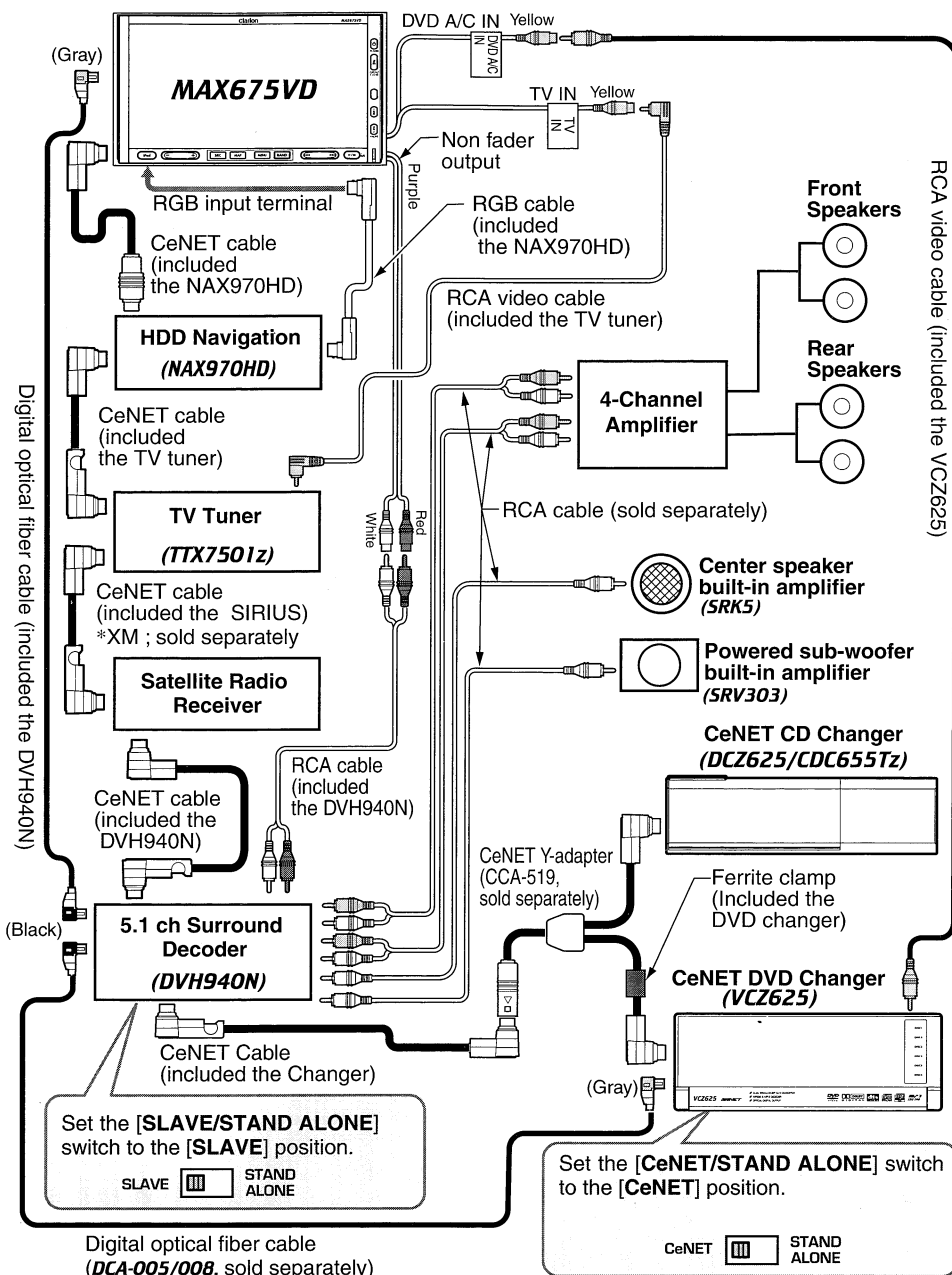 clarion
MAX675VD
MAX675VD
(Gray)
DVD A/C IN
Yellow
DVD A/C
IN
TV IN
Yellow
TV
IN
Non fader
output
Purple
RGB input terminal
RGB cable
(included
the NAX970HD)
CeNET cable
(included
the NAX970HD)
RCA video cable
(included the TV tuner)
Front
Speakers
Rear
Speakers
RCA video cable (included the VCZ625)
HDD Navigation
(NAX970HD)
4-Channel
Amplifier
CeNET cable
(included
the TV tuner)
Digital optical fiber cable (included the DVH940N)
TV Tuner
(TTX7501z)
White
Red
RCA cable (sold separately)
CeNET cable
(included the SIRIUS)
*XM ; sold separately
Center speaker
built-in amplifier
(SRK5)
Powered sub-woofer
built-in amplifier
(SRV303)
Satellite Radio
Receiver
CeNET CD Changer
(DCZ625/CDC655Tz)
RCA cable
(included
the DVH940N)
CeNET cable
(included the
DVH940N)
CeNET Y-adapter
(CCA-519,
sold separately)
Ferrite clamp
(Included the
DVD changer)
(Black)
5.1 ch Surround
Decoder
(DVH940N)
CeNET DVD Changer
(VCZ625)
CeNET Cable
(included the Changer)
(Gray)
VCZ625
Set the [SLAVE/STAND ALONE]
switch to the [SLAVE] position.
SLAVE
STAND
ALONE
Set the [CeNET/STAND ALONE] switch
to the [CeNET] position.
CeNET
STAND
ALONE
Digital optical fiber cable
(DCA-005/008, sold separately)